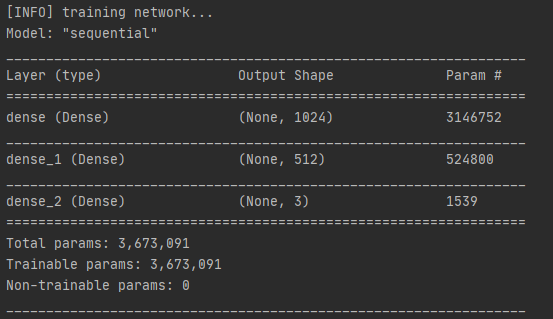 [INFO] training network...
Model: "sequential"
_________________________________________________________________
Layer (type)                 Output Shape              Param #
=================================================================
dense (Dense)                (None, 1024)              3146752
_________________________________________________________________
dense_1 (Dense)              (None, 512)               524800
_________________________________________________________________
dense_2 (Dense)              (None, 3)                 1539
=================================================================
Total params: 3,673,091
Trainable params: 3,673,091
Non-trainable params: 0
_________________________________________________________________